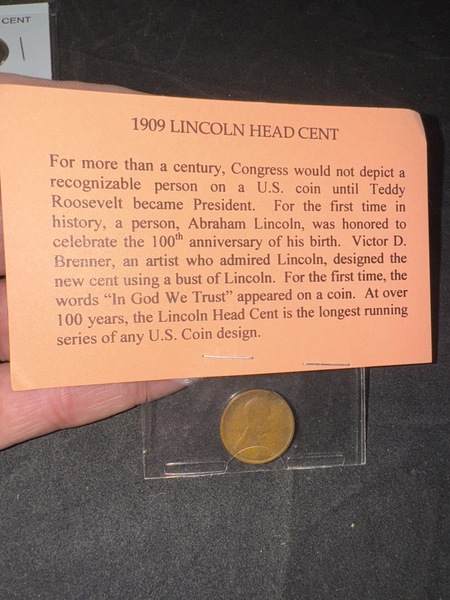 CENT
1909 LINCOLN HEAD CENT
For more than a century, Congress would not depict a
recognizable person on a U.S. coin until Teddy
Roosevelt became President. For the first time in
history, a person, Abraham Lincoln, was honored to
celebrate the 100th anniversary of his birth. Victor D.
Brenner, an artist who admired Lincoln, designed the
new cent using a bust of Lincoln. For the first time, the
words “In God We Trust” appeared on a coin. At over
100 years, the Lincoln Head Cent is the longest running
series of any U.S. Coin design.